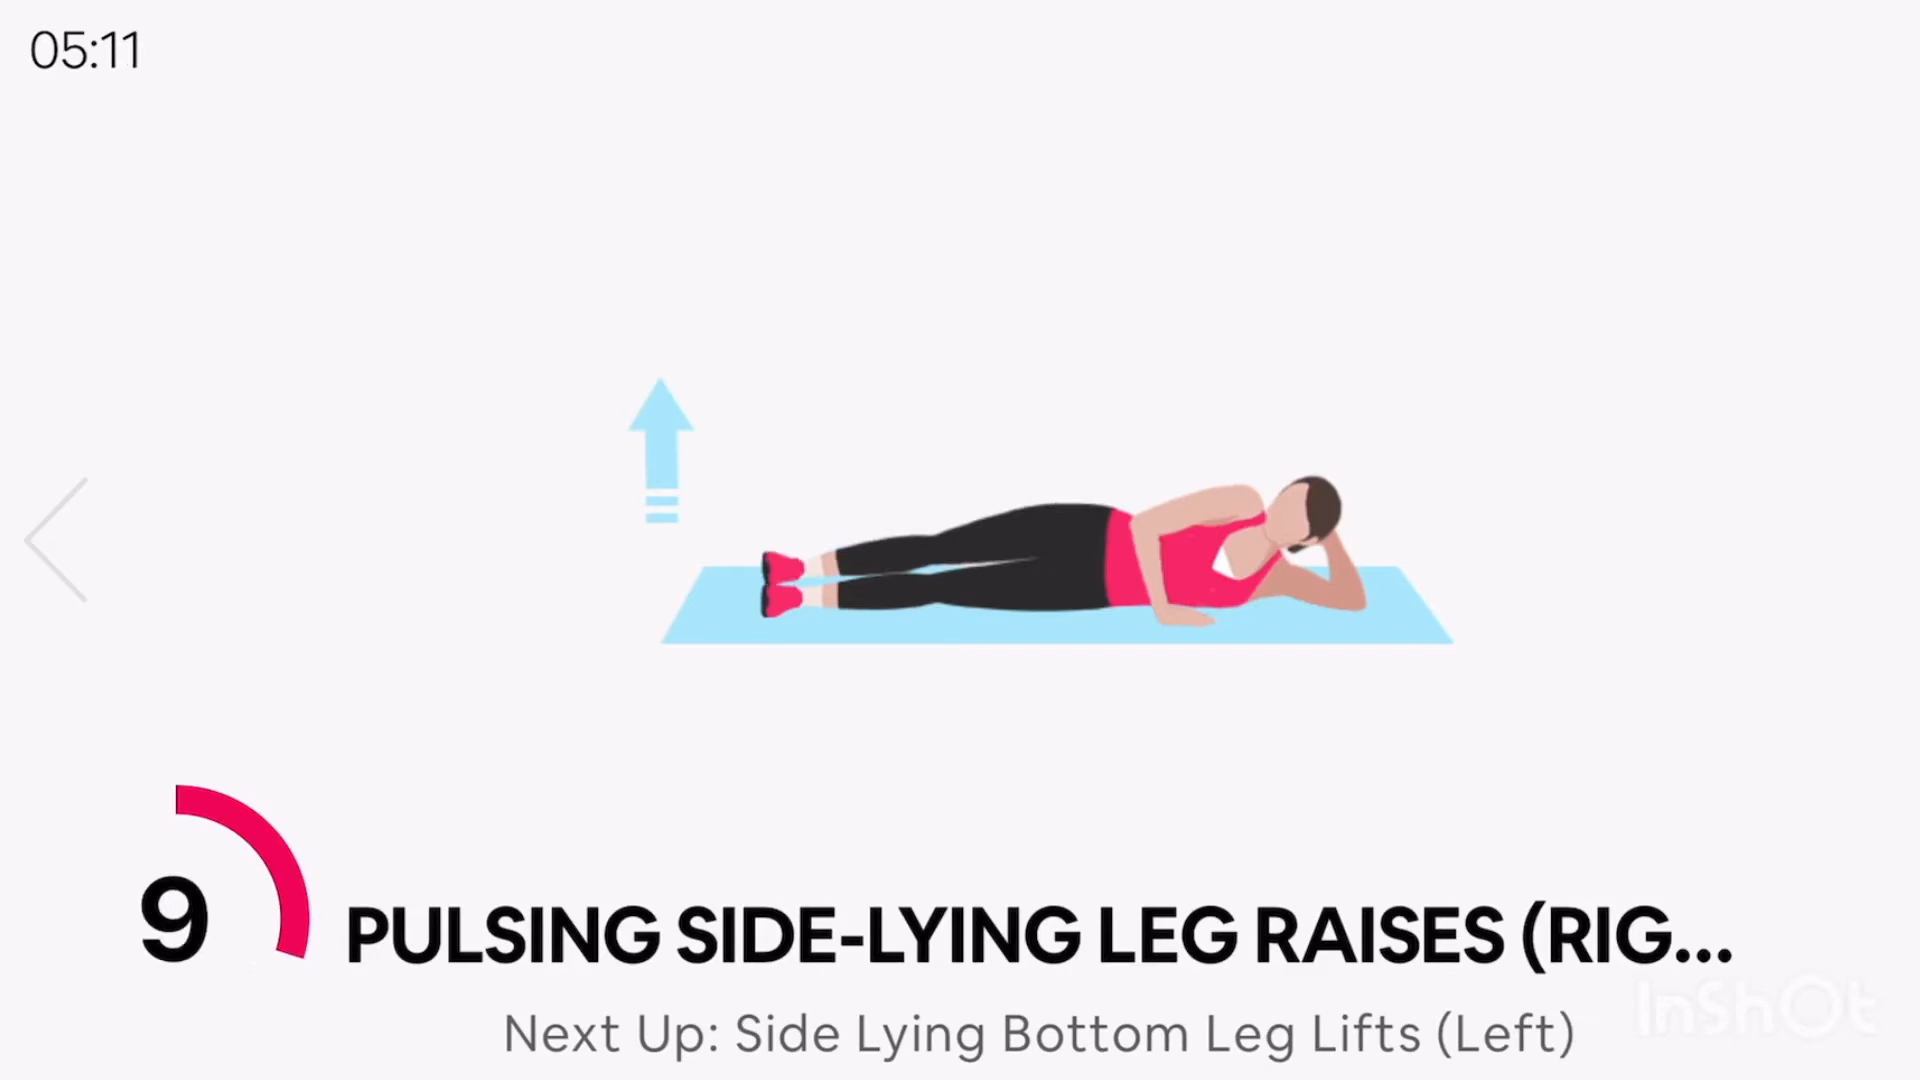 05:11
9
PULSING SIDE-LYING LEG RAISES (RIG...
Next Up: Side Lying Bottom Leg Lifts (Left)
InShOt